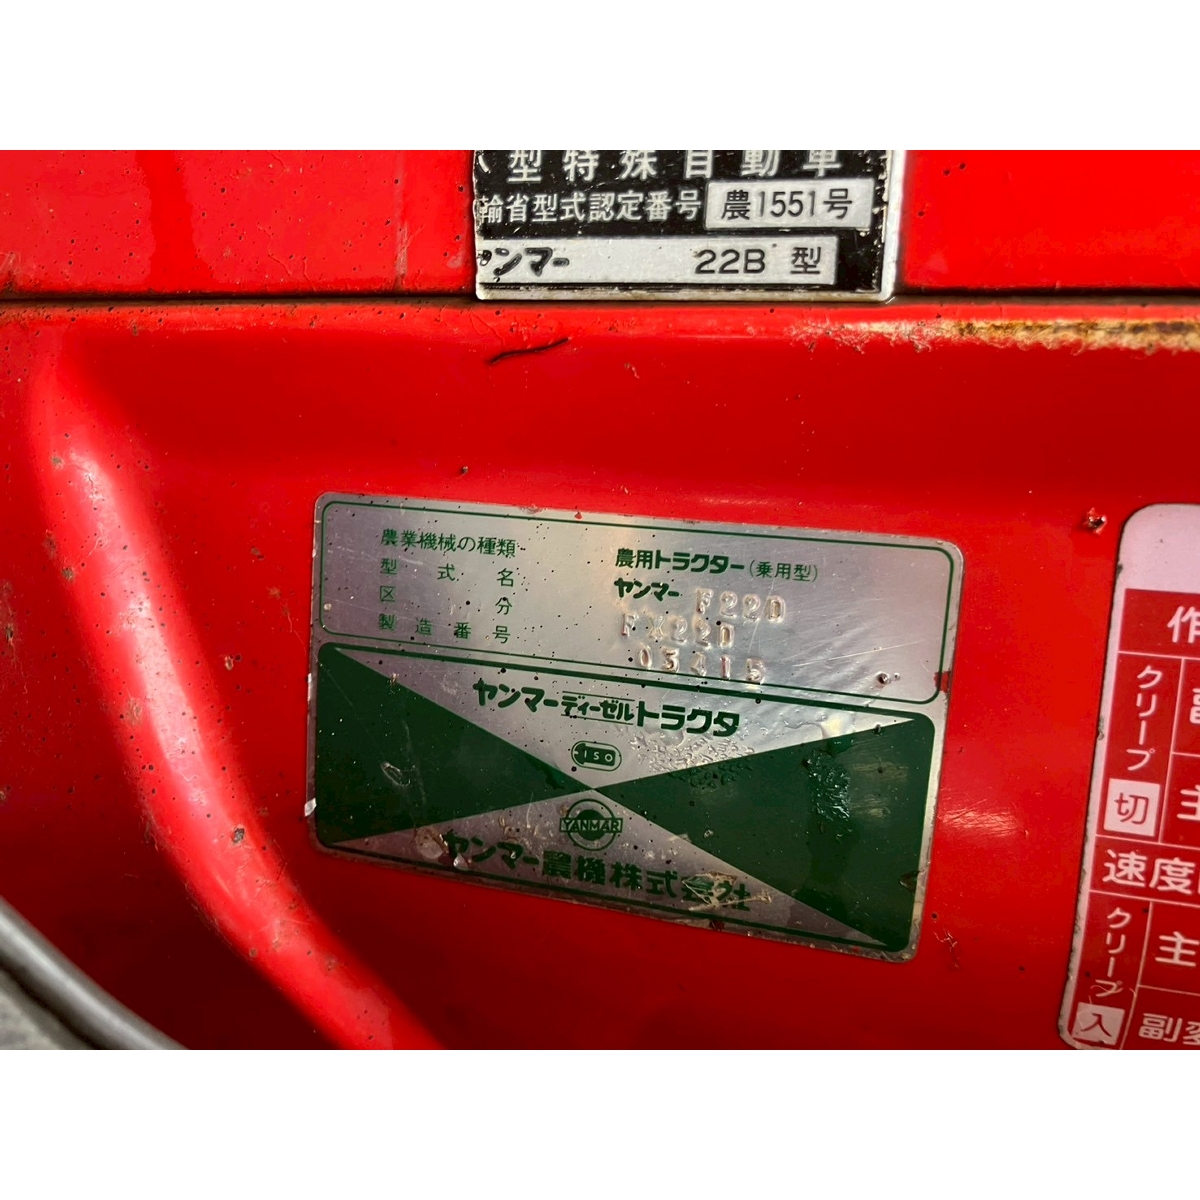 型特殊自動車
輸省型式認定番号 農1551号
ヤンマー 22B 型
農業機械の種類 農用トラクター(乗用型)
型式名 ヤンマー F22D
区分 FX22D
製造番号 03415
ヤンマーディーゼルトラクタ
ISO
YANMAR
ヤンマー農機株式会社
作
クリープ
切
副
主
速度
クリープ
入
主
副変